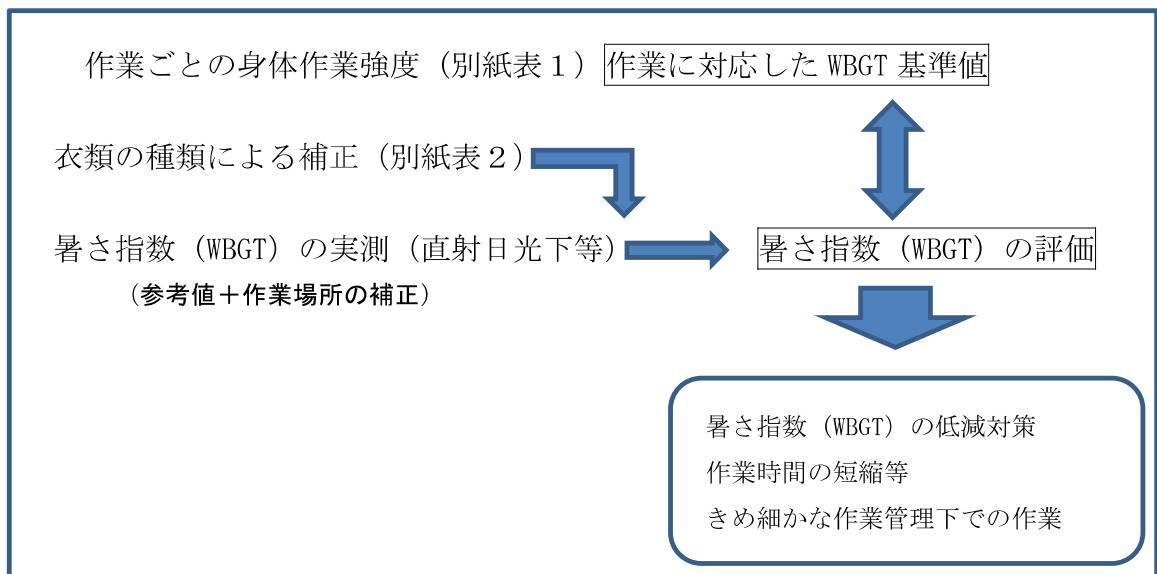 作業ごとの身体作業強度（別紙表１）作業に対応した WBGT 基準値
衣類の種類による補正（別紙表２）
暑さ指数（WBGT）の実測（直射日光下等） 暑さ指数（WBGT）の評価
（参考値＋作業場所の補正）
暑さ指数（WBGT）の低減対策
作業時間の短縮等
きめ細かな作業管理下での作業